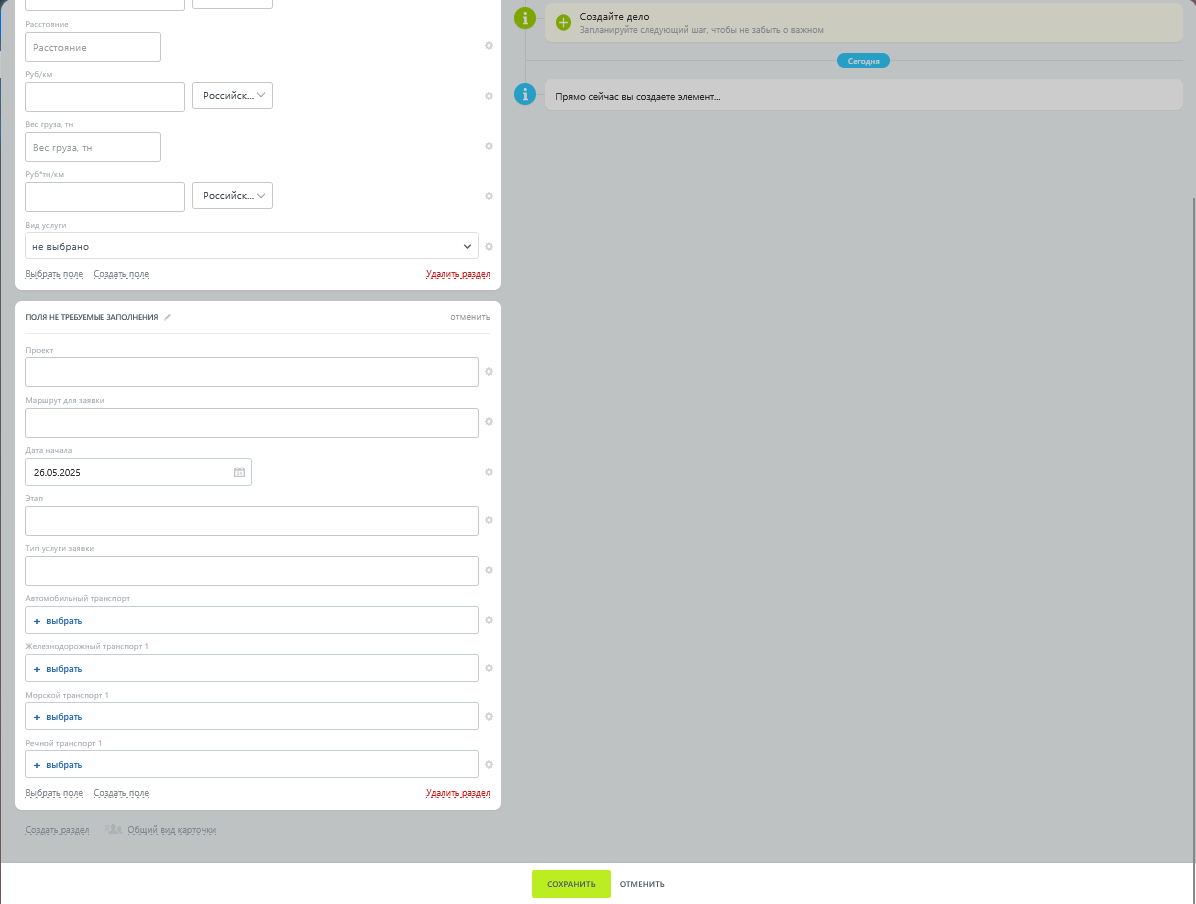 Расстояние
Расстояние
Руб/км
Российск...
Вес груза, тн
Вес груза, тн
Руб*тн/км
Российск...
Вид услуги
не выбрано
Выбрать поле Создать поле Удалить раздел
ПОЛЯ НЕ ТРЕБУЕМЫЕ ЗАПОЛНЕНИЯ отменить
Проект
Маршрут для заявки
Дата начала
26.05.2025
Этап
Тип услуги заявки
Автомобильный транспорт
+ выбрать
Железнодорожный транспорт 1
+ выбрать
Морской транспорт 1
+ выбрать
Речной транспорт 1
+ выбрать
Выбрать поле Создать поле Удалить раздел
Создать раздел Общий вид карточки
Создайте дело
Запланируйте следующий шаг, чтобы не забыть о важном
Сегодня
Прямо сейчас вы создаете элемент...
СОХРАНИТЬ ОТМЕНИТЬ